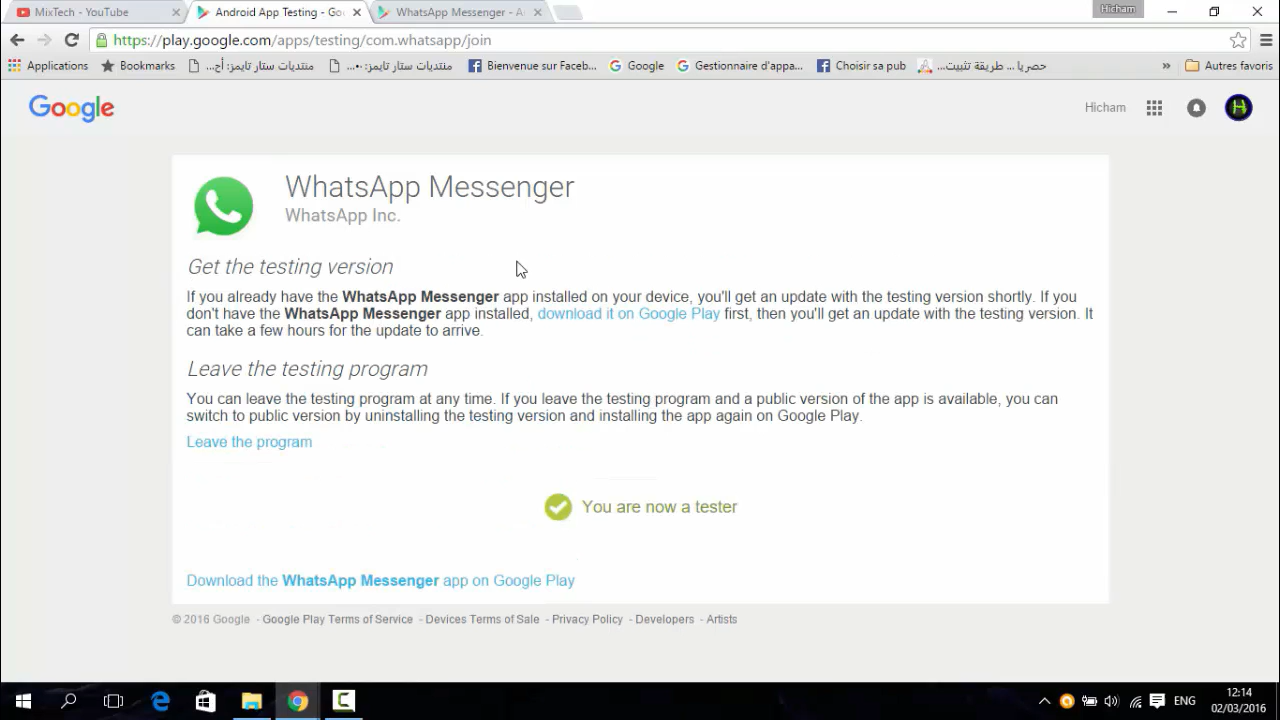 MixTech - YouTube
Android App Testing - Go
WhatsApp Messenger - A
Hicham
https://play.google.com/apps/testing/com.whatsapp/join
Applications
Bookmarks
منتديات ستار تايمز: أخ...
منتديات ستار تايمز: ...
Bienvenue sur Faceb...
Google
Gestionnaire d'appa...
Choisir sa pub
حصريا ... طريقة تثبيت...
»
Autres favoris
Google
Hicham
WhatsApp Messenger
WhatsApp Inc.
Get the testing version
If you already have the WhatsApp Messenger app installed on your device, you'll get an update with the testing version shortly. If you
don't have the WhatsApp Messenger app installed, download it on Google Play first, then you'll get an update with the testing version. It
can take a few hours for the update to arrive.
Leave the testing program
You can leave the testing program at any time. If you leave the testing program and a public version of the app is available, you can
switch to public version by uninstalling the testing version and installing the app again on Google Play.
Leave the program
You are now a tester
Download the WhatsApp Messenger app on Google Play
© 2016 Google - Google Play Terms of Service - Devices Terms of Sale - Privacy Policy - Developers - Artists
ENG
12:14
02/03/2016